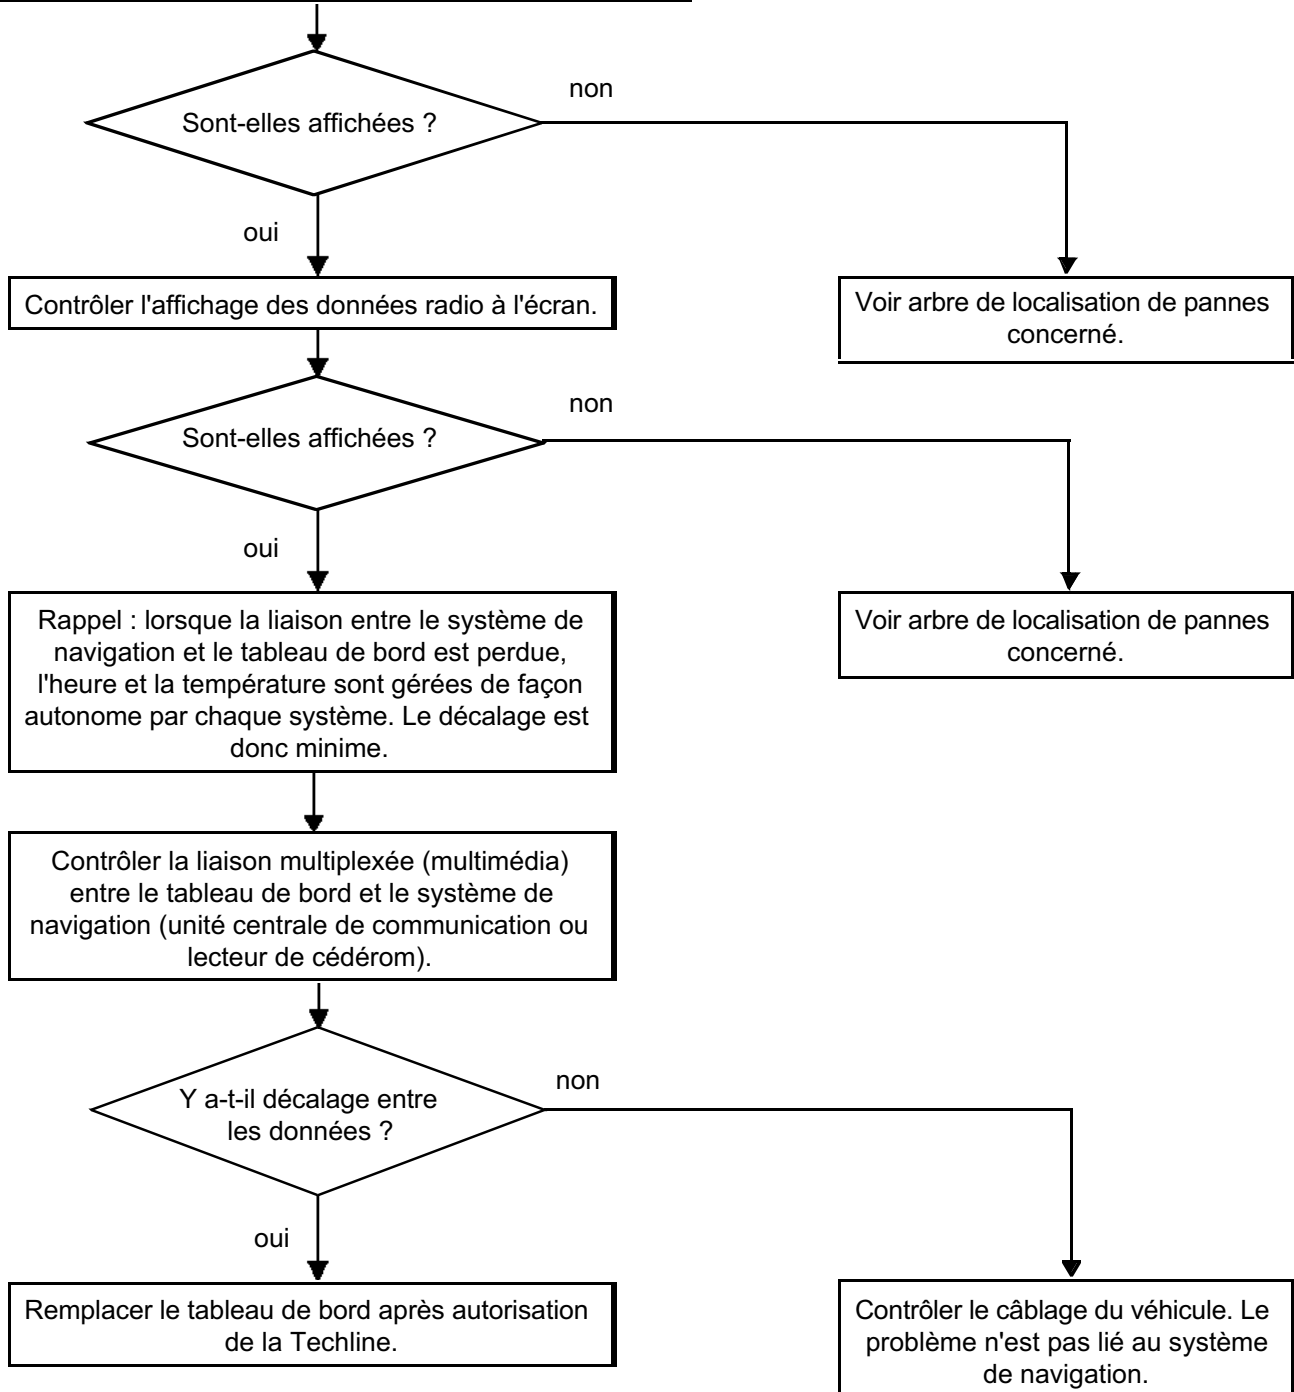 non
Sont-elles affichées ?
oui
Contrôler l'affichage des données radio à l'écran.
Voir arbre de localisation de pannes
concerné.
non
Sont-elles affichées ?
oui
Rappel : lorsque la liaison entre le système de
navigation et le tableau de bord est perdue,
l'heure et la température sont gérées de façon
autonome par chaque système. Le décalage est
donc minime.
Voir arbre de localisation de pannes
concerné.
Contrôler la liaison multiplexée (multimédia)
entre le tableau de bord et le système de
navigation (unité centrale de communication ou
lecteur de cédérom).
non
Y a-t-il décalage entre
les données ?
oui
Remplacer le tableau de bord après autorisation
de la Techline.
Contrôler le câblage du véhicule. Le
problème n'est pas lié au système
de navigation.